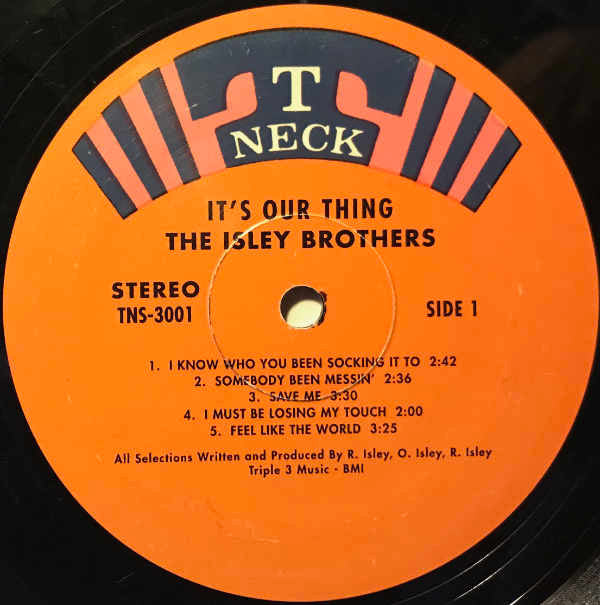 T
NECK
IT'S OUR THING
THE ISLEY BROTHERS
STEREO
TNS-3001
SIDE 1
1. I KNOW WHO YOU BEEN SOCKING IT TO 2:42
2. SOMEBODY BEEN MESSIN' 2:36
3. SAVE ME 3:30
4. I MUST BE LOSING MY TOUCH 2:00
5. FEEL LIKE THE WORLD 3:25
All Selections Written and Produced By R. Isley, O. Isley, R. Isley
Triple 3 Music - BMI